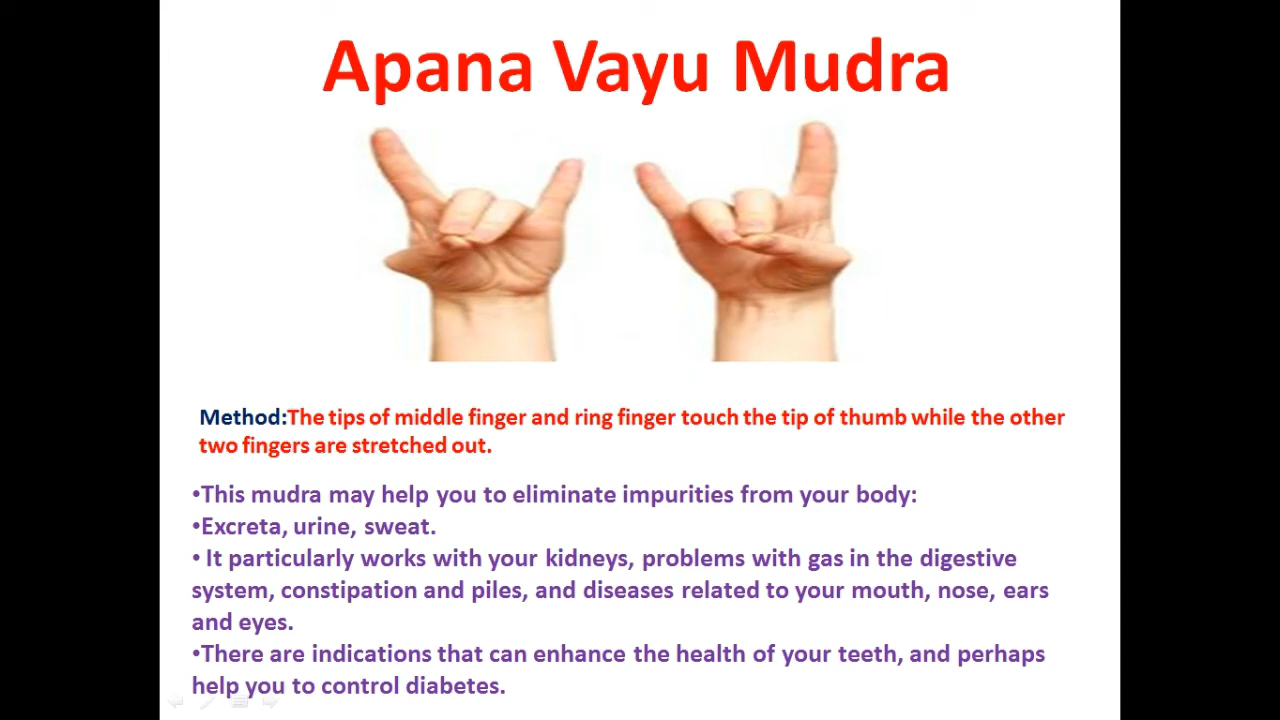 Apana Vayu Mudra
Method:The tips of middle finger and ring finger touch the tip of thumb while the other
two fingers are stretched out.
•This mudra may help you to eliminate impurities from your body:
•Excreta, urine, sweat.
• It particularly works with your kidneys, problems with gas in the digestive
system, constipation and piles, and diseases related to your mouth, nose, ears
and eyes.
•There are indications that can enhance the health of your teeth, and perhaps
help you to control diabetes.